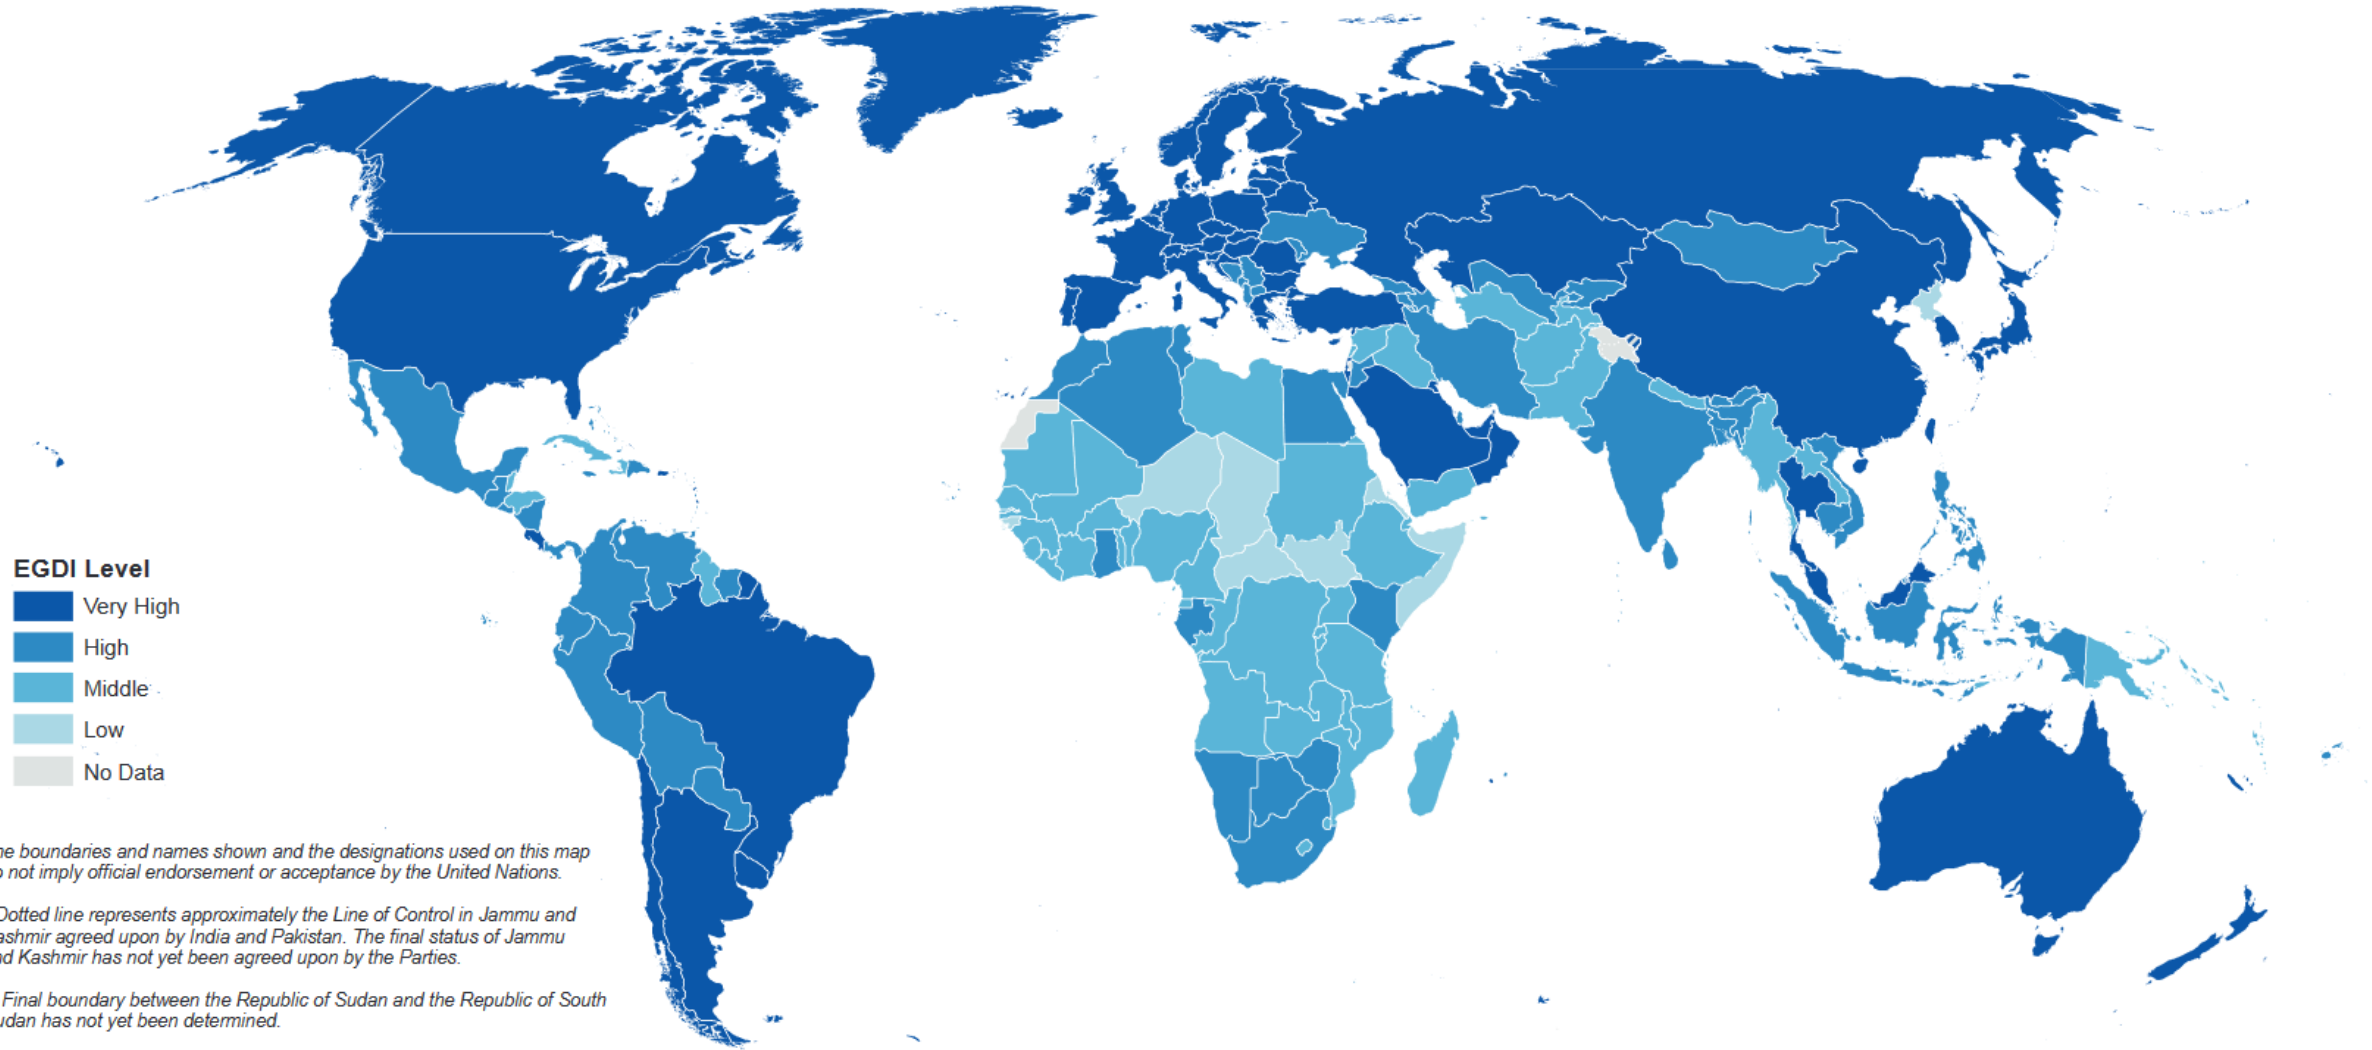 EGDI Level
Very High
High
Middle
Low
No Data
boundaries and names shown and the designations used on this map
not imply official endorsement or acceptance by the United Nations.
Dotted line represents approximately the Line of Control in Jammu and
agreed upon by India and Pakistan. The final status of Jammu
Kashmir has not yet been agreed upon by the Parties.
Final boundary between the Republic of Sudan and the Republic of South
has not yet been determined.